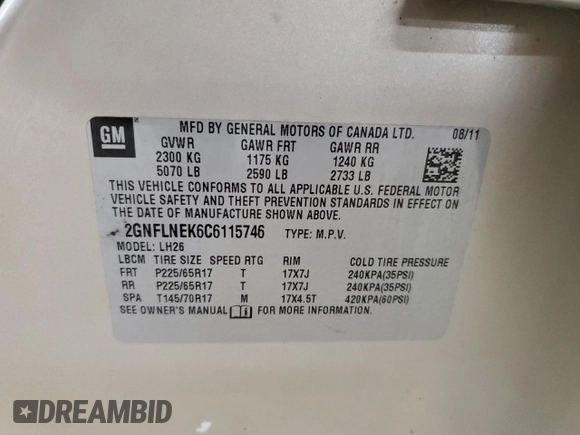 GM
MFD BY GENERAL MOTORS OF CANADA LTD. 08/11
GVWR GAWR FRT GAWR RR
2300 KG 1175 KG 1240 KG
5070 LB 2590 LB 2733 LB
THIS VEHICLE CONFORMS TO ALL APPLICABLE U.S. FEDERAL MOTOR
VEHICLE SAFETY AND THEFT PREVENTION STANDARDS IN EFFECT ON
THE DATE OF MANUFACTURE SHOWN ABOVE.
2GNFLNEK6C6115746 TYPE: M.P.V.
MODEL: LH26
LBCM TIRE SIZE SPEED RTG RIM COLD TIRE PRESSURE
FRT P225/65R17 T 17X7J 240KPA(35PSI)
RR P225/65R17 T 17X7J 240KPA(35PSI)
SPA T145/70R17 M 17X4.5T 420KPA(60PSI)
SEE OWNER'S MANUAL i FOR MORE INFORMATION.
DREAMBID